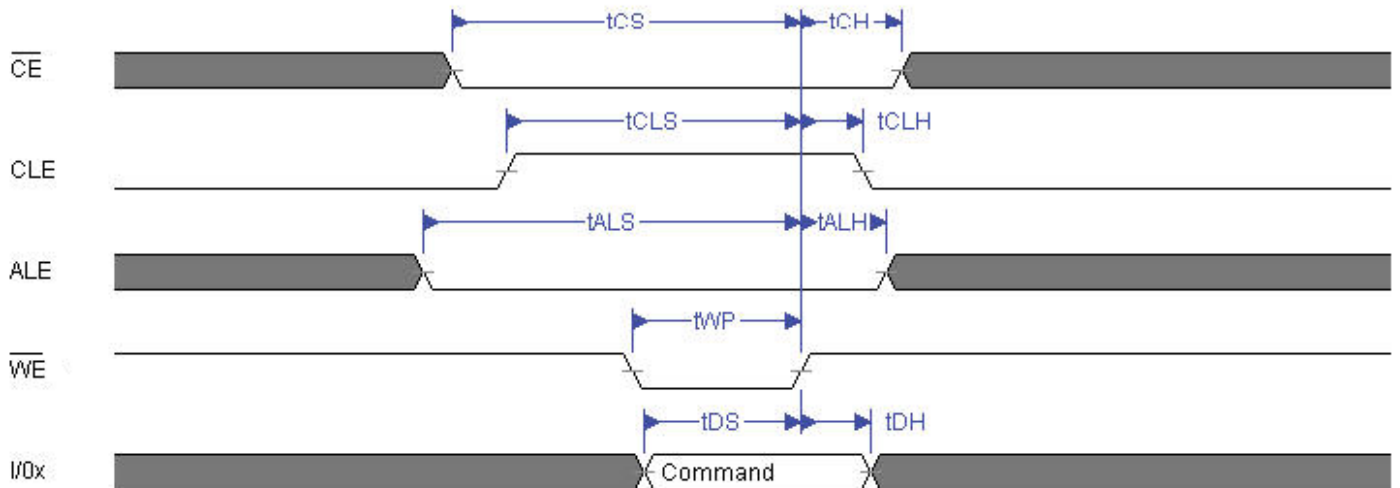 tCS tCH
CE
tCLS tCLH
CLE
tALS tALH
ALE
tWP
WE
tDS tDH
I/0x Command